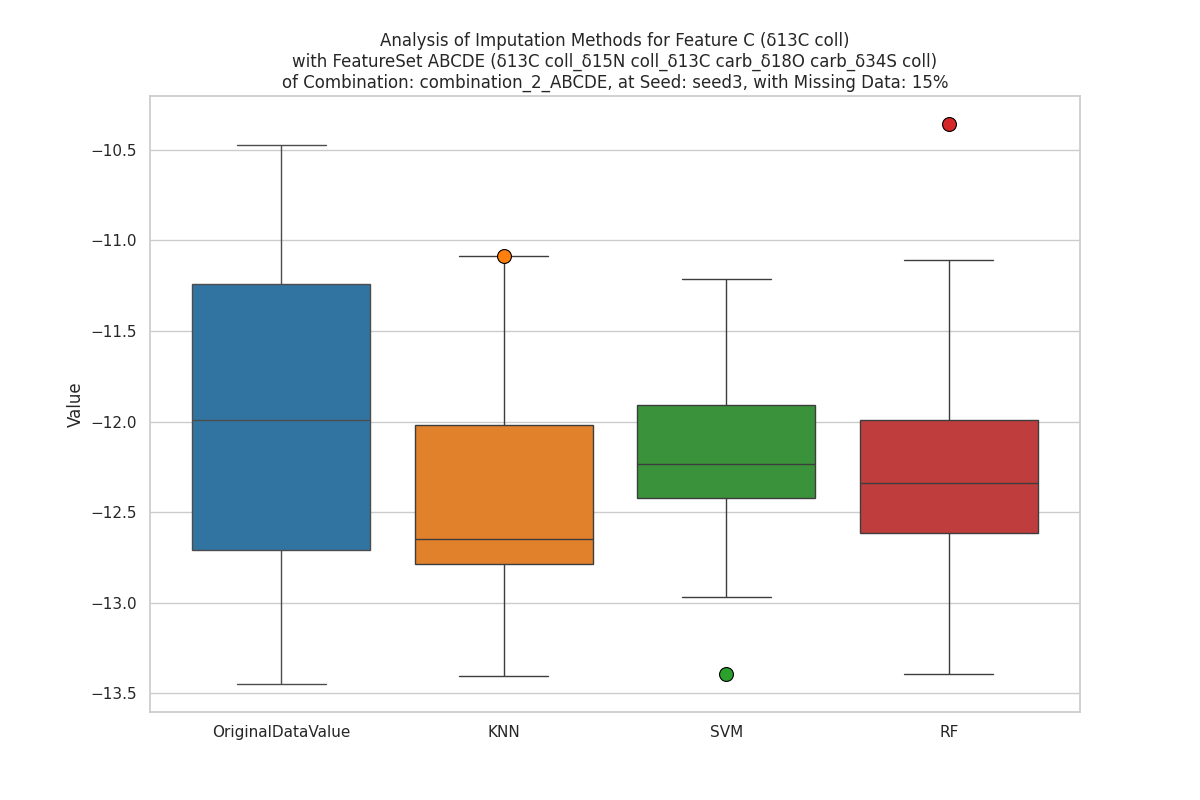 Analysis of Imputation Methods for Feature C (δ13C coll)
with FeatureSet ABCDE (δ13C coll_δ15N coll_δ13C carb_δ18O carb_δ34S coll)
of Combination: combination_2_ABCDE, at Seed: seed3, with Missing Data: 15%
−10.5
−11.0
−11.5
−12.0
−12.5
−13.0
−13.5
Value
OriginalDataValue
KNN
SVM
RF